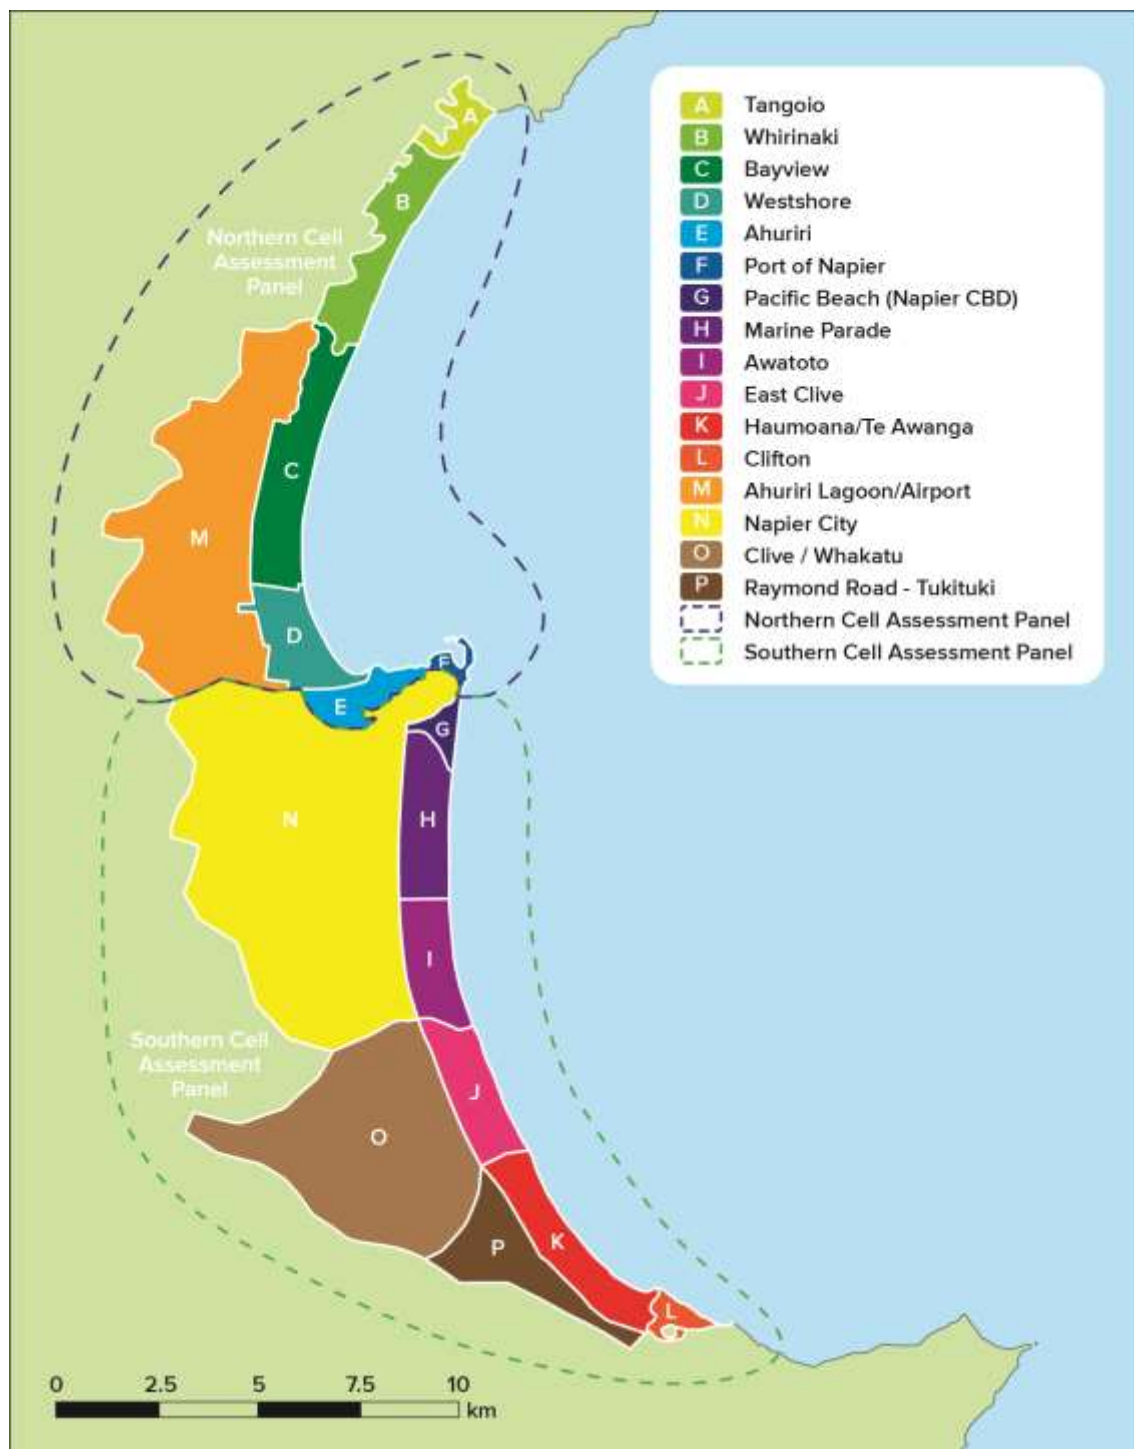 A Tangoio
B Whirinaki
C Bayview
D Westshore
E Ahuriri
F Port of Napier
G Pacific Beach (Napier CBD)
H Marine Parade
I Awatoto
J East Clive
K Haumoana/Te Awanga
L Clifton
M Ahuriri Lagoon/Airport
N Napier City
O Clive / Whakatu
P Raymond Road - Tukituki
Northern Cell Assessment Panel
Southern Cell Assessment Panel
A
B
Northern Cell
Assessment
Panel
C
M
D
F
E
G
N
H
I
Southern Cell
Assessment
Panel
J
O
K
P
L
0 2.5 5 7.5 10
km